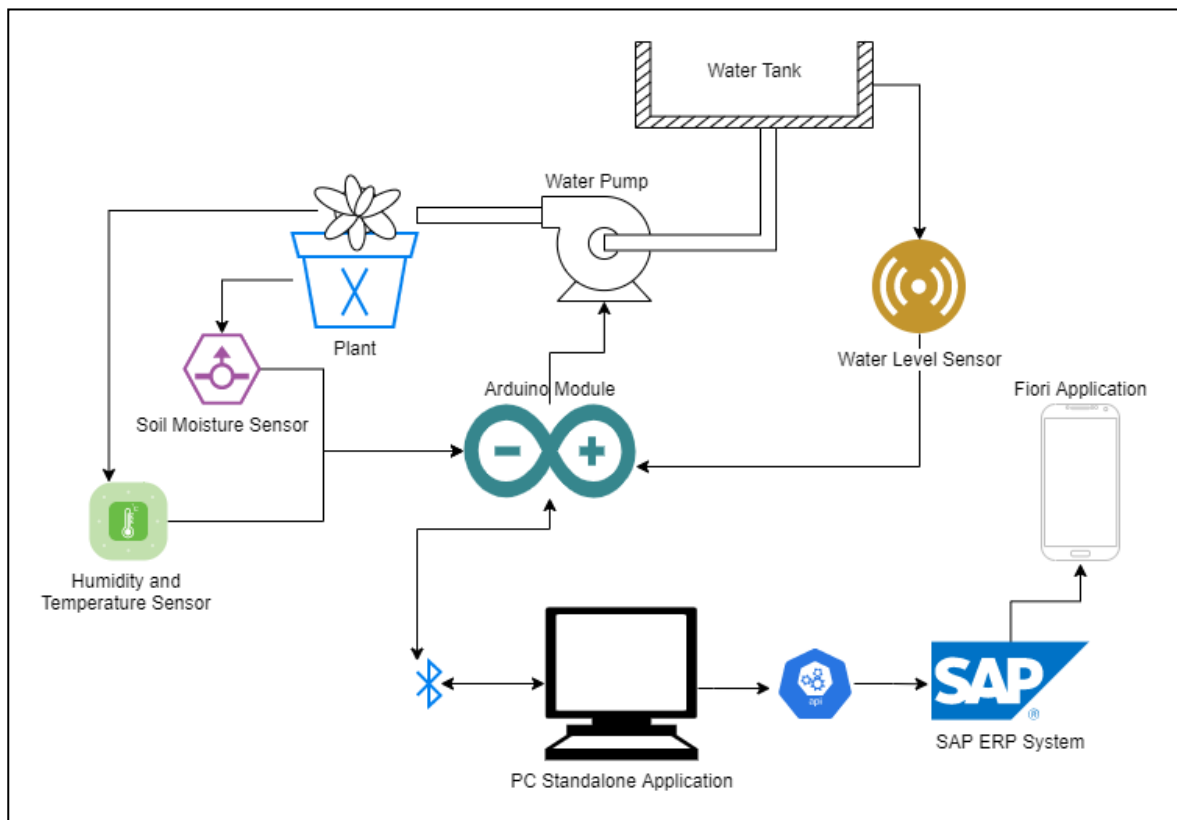 Water Tank
Water Pump
Plant
Water Level Sensor
Arduino Module
Fiori Application
Soil Moisture Sensor
°C
Humidity and
Temperature Sensor
api
SAP
®
SAP ERP System
PC Standalone Application